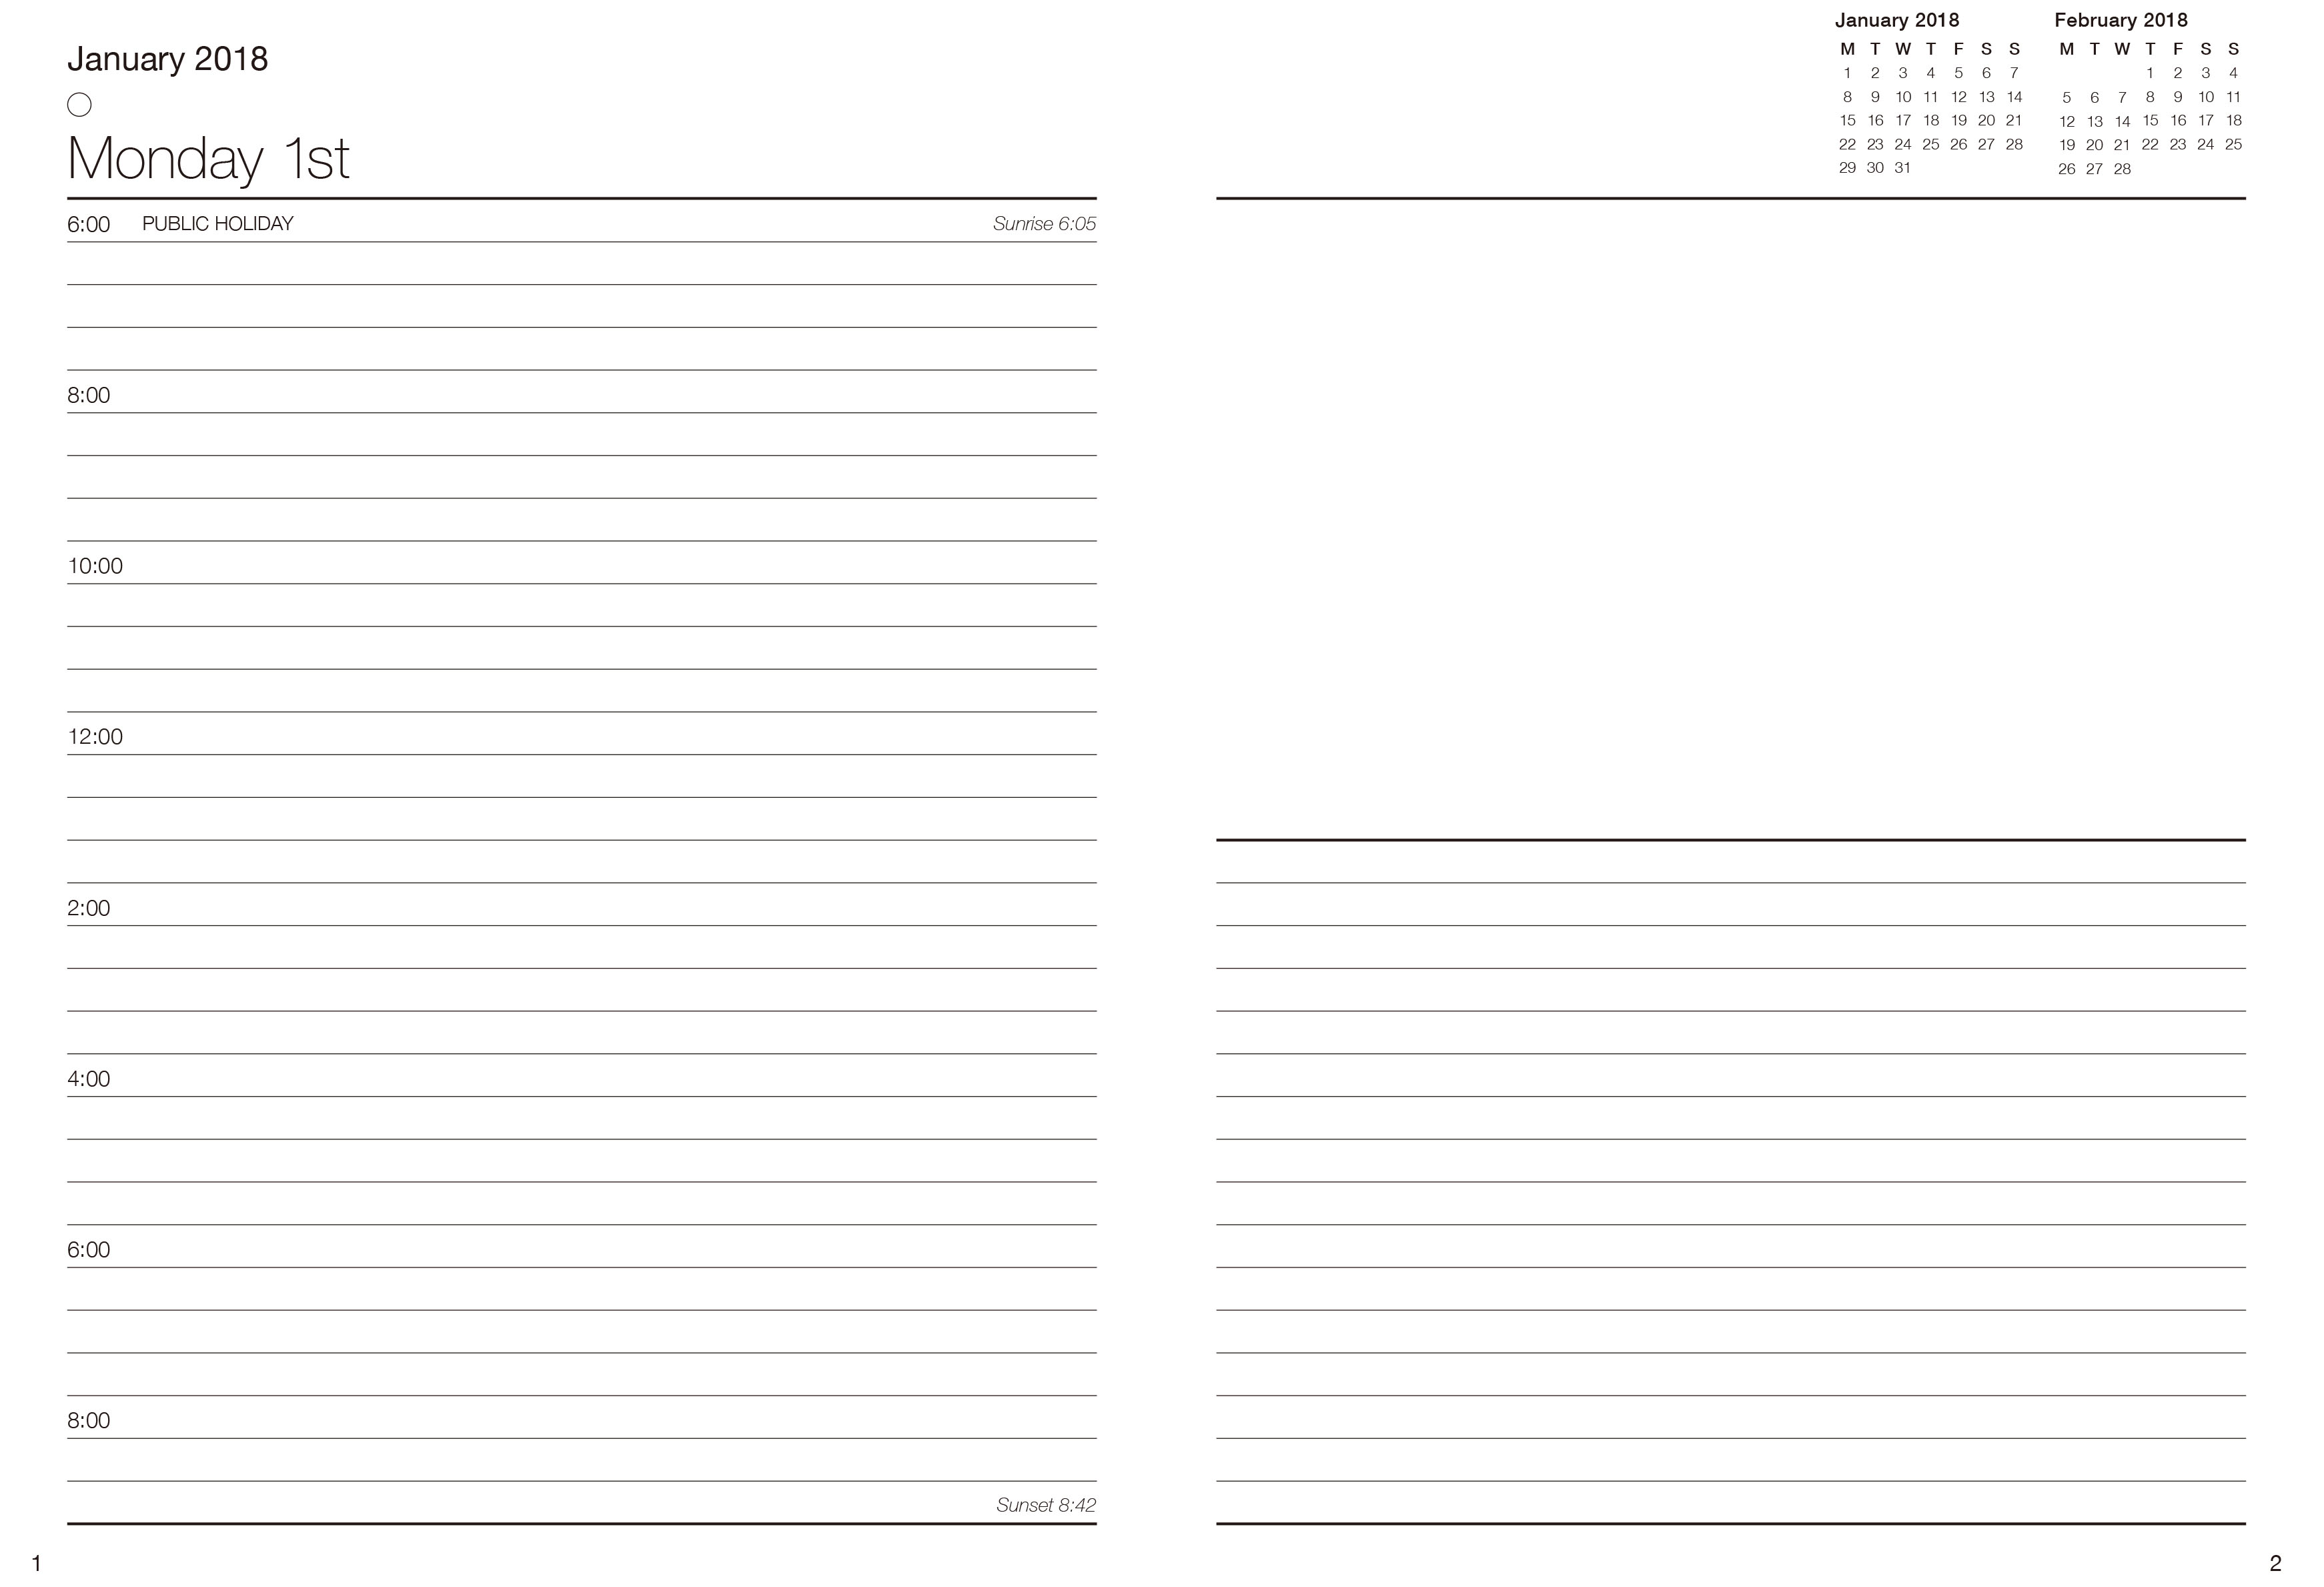 January 2018
Monday 1st
6:00 PUBLIC HOLIDAY Sunrise 6:05
8:00
10:00
12:00
2:00
4:00
6:00
8:00
Sunset 8:42
1
January 2018
M T W T F S S
1 2 3 4 5 6 7
8 9 10 11 12 13 14
15 16 17 18 19 20 21
22 23 24 25 26 27 28
29 30 31
February 2018
M T W T F S S
1 2 3 4
5 6 7 8 9 10 11
12 13 14 15 16 17 18
19 20 21 22 23 24 25
26 27 28
2